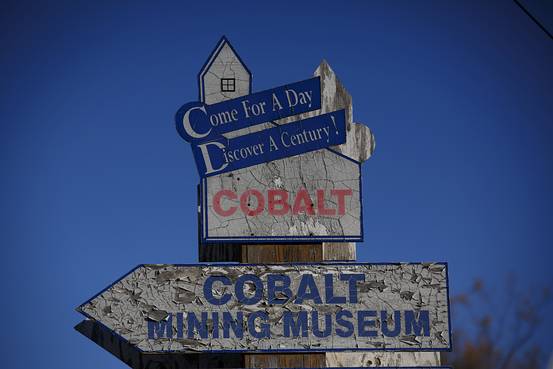 Come For A Day
Discover A Century!
COBALT
COBALT
MINING MUSEUM